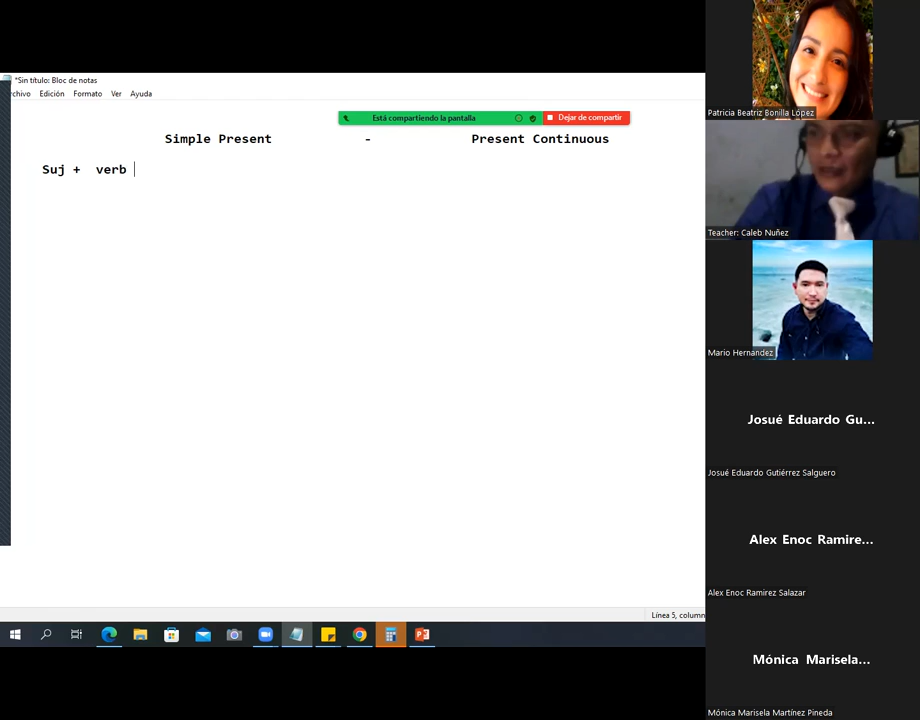 *Sin título: Bloc de notas
rchivo Edición Formato Ver Ayuda
Está compartiendo la pantalla Dejar de compartir
Simple Present - Present Continuous
Suj + verb
Línea 5, column
Patricia Beatriz Bonilla López
Teacher: Caleb Nuñez
Mario Hernández
Josué Eduardo Gu...
Josué Eduardo Gutiérrez Salguero
Alex Enoc Ramire...
Alex Enoc Ramirez Salazar
Mónica Marisela...
Mónica Marisela Martínez Pineda